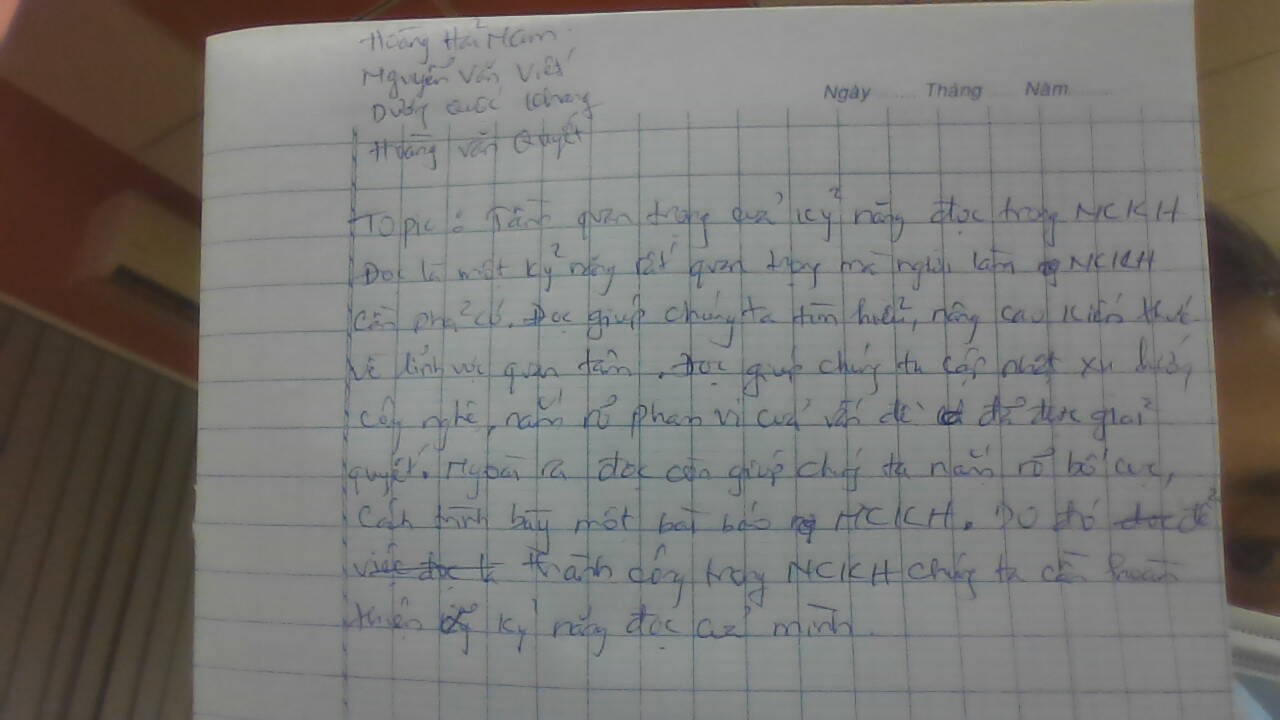 Hoàng Hải Nam
Nguyễn Văn Viết
Dương Quốc
Ngày Tháng Năm
Hoàng Văn Quyết
Topic: Tầm quan trọng của kỹ năng đọc trong NCKH
Đọc là một kỹ năng rất quan trọng mà người làm NCKH
cần phải có. Đọc giúp chúng ta tìm hiểu, nâng cao kiến thức
về lĩnh vực quan tâm. Đọc giúp chúng ta cập nhật xu hướng
công nghệ, nắm rõ phạm vi của vấn đề đã được giải
quyết. Ngoài ra đọc còn giúp chúng ta nắm rõ bố cục,
cách trình bày một bài báo NCKH. Do đó đọc để
việc đọc thành công trong NCKH chúng ta cần hoàn
thiện kỹ năng đọc của mình.